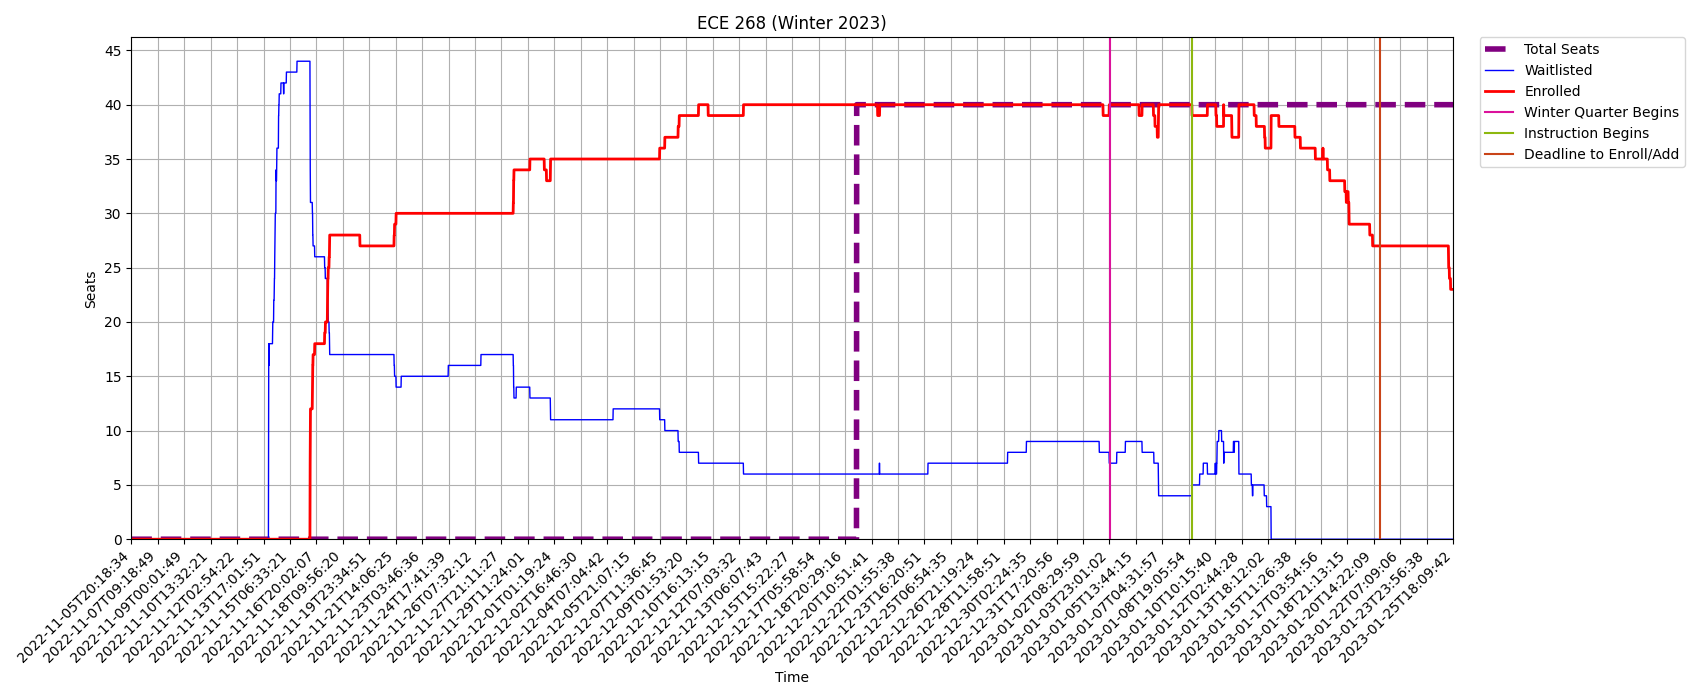 ECE 268 (Winter 2023)
45
40
35
30
25
20
15
10
5
0
Seats
Total Seats
Waitlisted
Enrolled
Winter Quarter Begins
Instruction Begins
Deadline to Enroll/Add
2022-11-05T20:18:34
2022-11-07T09:18:49
2022-11-09T00:01:49
2022-11-10T13:32:21
2022-11-12T02:54:22
2022-11-13T17:01:51
2022-11-15T06:33:21
2022-11-16T20:02:07
2022-11-18T09:56:20
2022-11-19T23:34:51
2022-11-21T14:06:25
2022-11-23T03:46:36
2022-11-24T17:41:39
2022-11-26T07:32:12
2022-11-27T21:11:27
2022-11-29T11:24:01
2022-12-01T01:19:24
2022-12-02T16:46:30
2022-12-04T07:04:42
2022-12-05T21:07:15
2022-12-07T11:36:45
2022-12-09T01:53:20
2022-12-10T16:13:15
2022-12-12T07:03:32
2022-12-13T16:07:43
2022-12-15T15:22:27
2022-12-17T05:58:54
2022-12-18T20:29:16
2022-12-20T10:51:41
2022-12-22T01:55:38
2022-12-23T16:20:51
2022-12-25T06:54:35
2022-12-26T21:19:24
2022-12-28T11:58:51
2022-12-30T02:24:35
2022-12-31T17:20:56
2023-01-02T08:29:59
2023-01-03T23:01:02
2023-01-05T13:44:15
2023-01-07T04:31:57
2023-01-08T19:05:54
2023-01-10T10:15:40
2023-01-12T02:44:28
2023-01-13T18:12:02
2023-01-15T11:26:38
2023-01-17T03:54:56
2023-01-18T21:13:15
2023-01-20T14:22:09
2023-01-22T07:09:06
2023-01-23T23:56:38
2023-01-25T18:09:42
Time